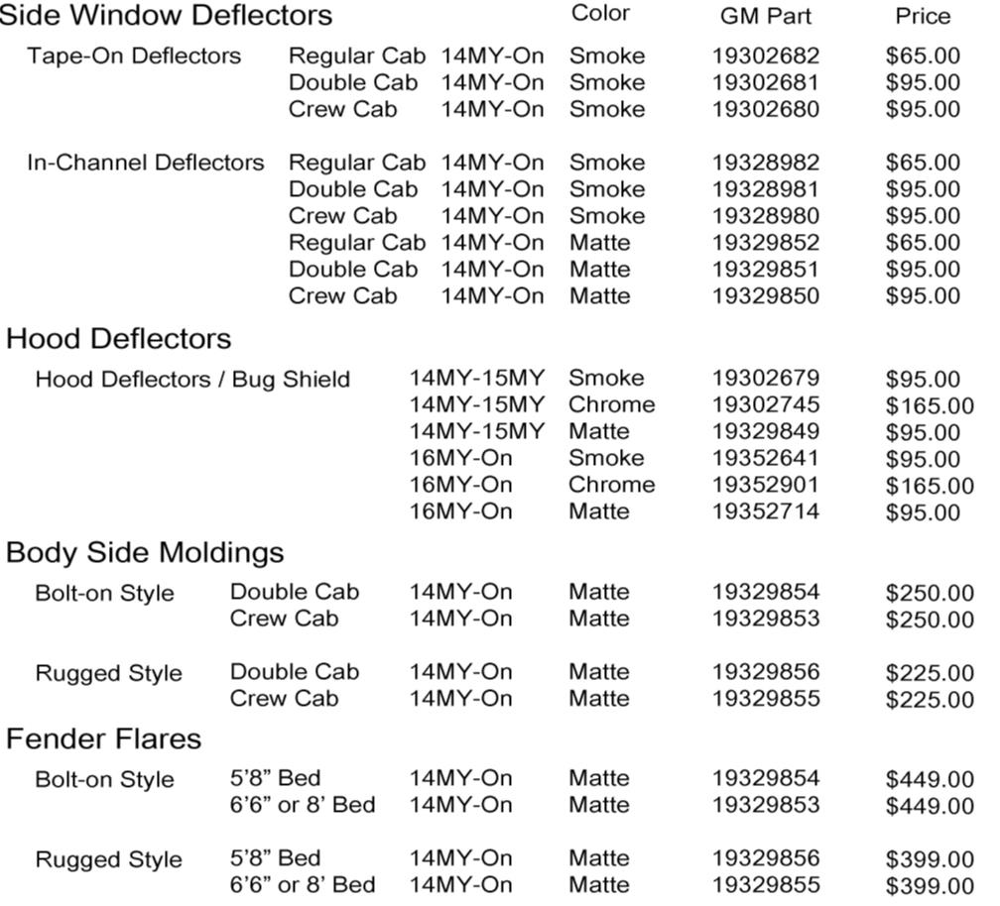 Side Window Deflectors Color GM Part Price
Tape-On Deflectors Regular Cab 14MY-On Smoke 19302682 $65.00
Double Cab 14MY-On Smoke 19302681 $95.00
Crew Cab 14MY-On Smoke 19302680 $95.00
In-Channel Deflectors Regular Cab 14MY-On Smoke 19328982 $65.00
Double Cab 14MY-On Smoke 19328981 $95.00
Crew Cab 14MY-On Smoke 19328980 $95.00
Regular Cab 14MY-On Matte 19329852 $65.00
Double Cab 14MY-On Matte 19329851 $95.00
Crew Cab 14MY-On Matte 19329850 $95.00
Hood Deflectors
Hood Deflectors / Bug Shield 14MY-15MY Smoke 19302679 $95.00
14MY-15MY Chrome 19302745 $165.00
14MY-15MY Matte 19329849 $95.00
16MY-On Smoke 19352641 $95.00
16MY-On Chrome 19352901 $165.00
16MY-On Matte 19352714 $95.00
Body Side Moldings
Bolt-on Style Double Cab 14MY-On Matte 19329854 $250.00
Crew Cab 14MY-On Matte 19329853 $250.00
Rugged Style Double Cab 14MY-On Matte 19329856 $225.00
Crew Cab 14MY-On Matte 19329855 $225.00
Fender Flares
Bolt-on Style 5’8” Bed 14MY-On Matte 19329854 $449.00
6’6” or 8’ Bed 14MY-On Matte 19329853 $449.00
Rugged Style 5’8” Bed 14MY-On Matte 19329856 $399.00
6’6” or 8’ Bed 14MY-On Matte 19329855 $399.00